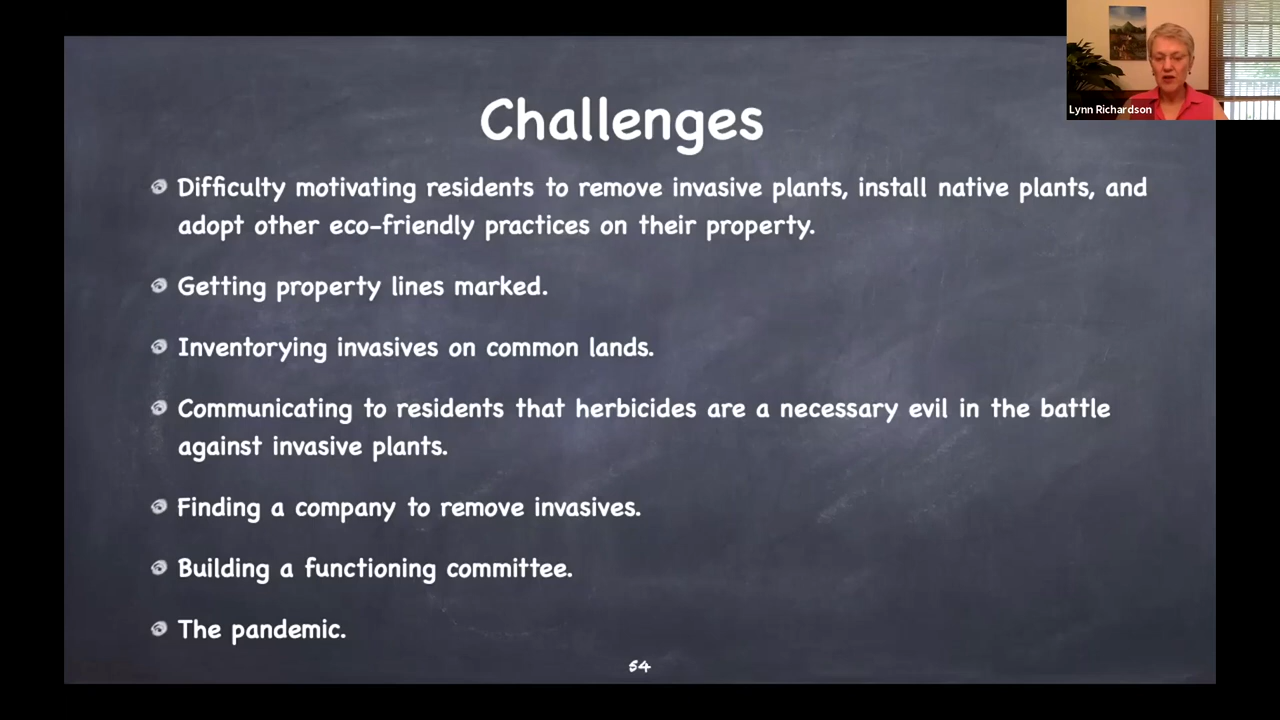 Lynn Richardson
Challenges
Difficulty motivating residents to remove invasive plants, install native plants, and
adopt other eco-friendly practices on their property.
Getting property lines marked.
Inventorying invasives on common lands.
Communicating to residents that herbicides are a necessary evil in the battle
against invasive plants.
Finding a company to remove invasives.
Building a functioning committee.
The pandemic.
54